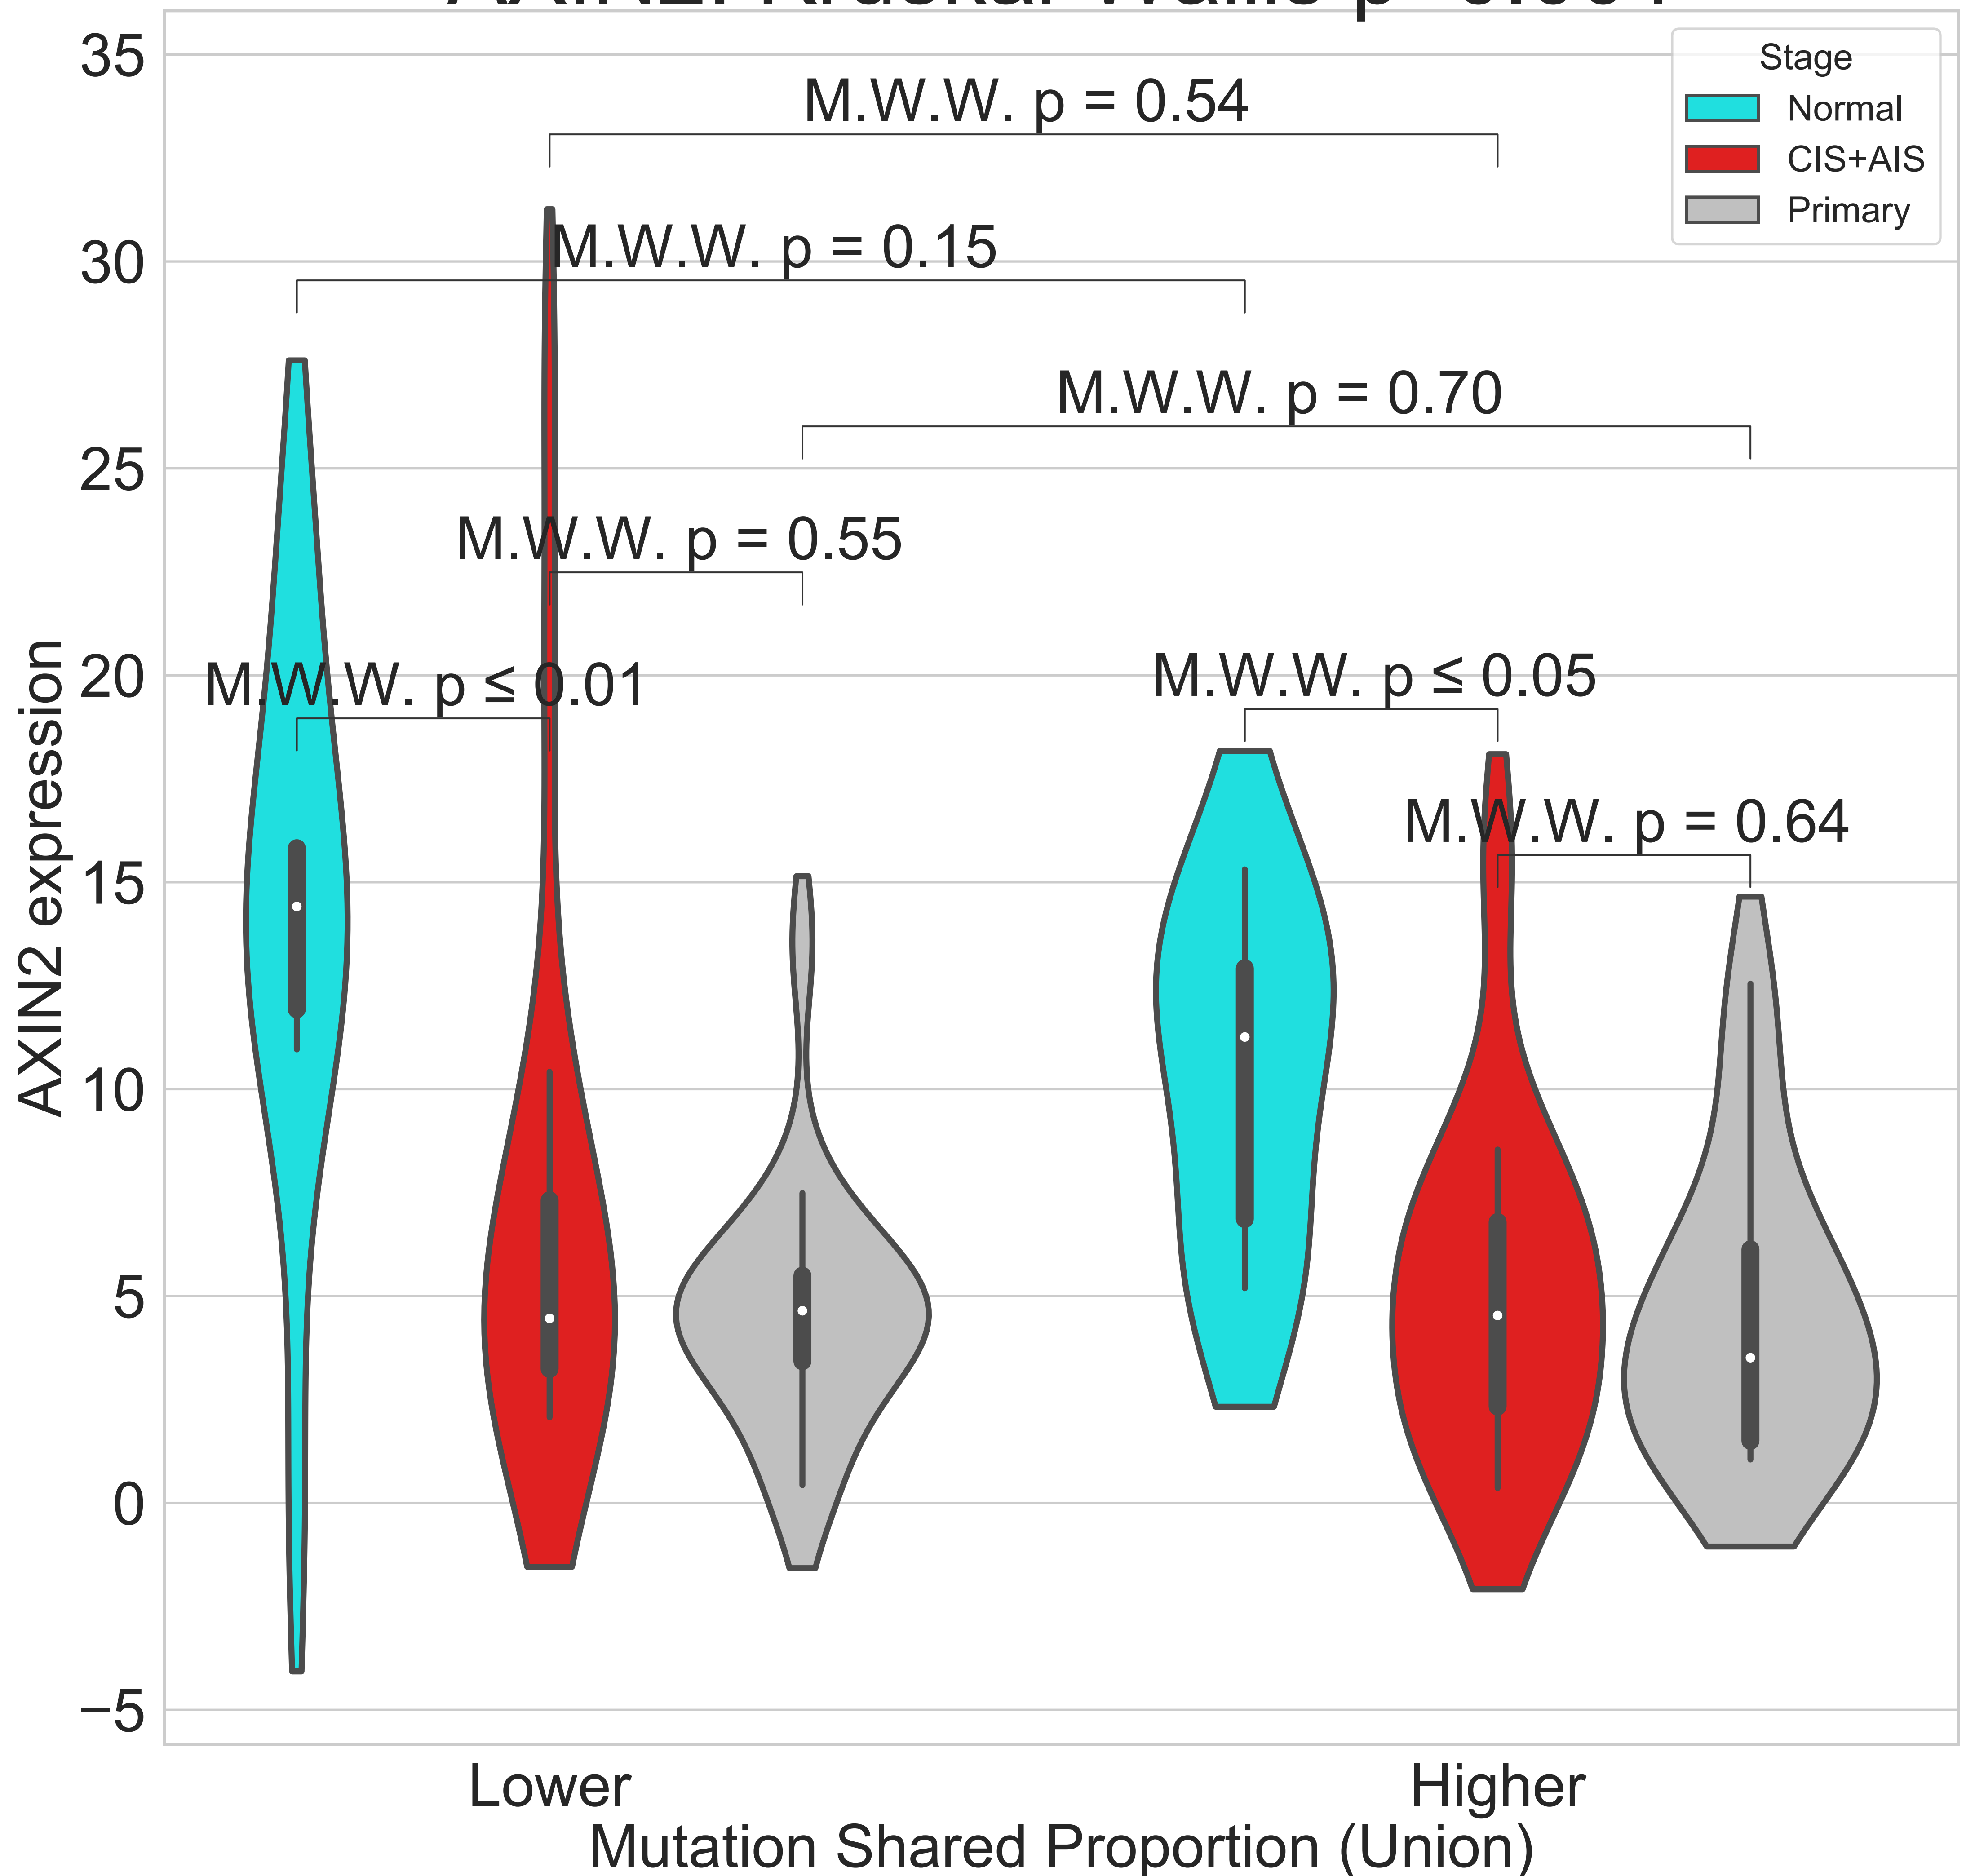 35
Stage
Normal
CIS+AIS
Primary
M.W.W. p = 0.54
M.W.W. p = 0.15
30
M.W.W. p = 0.70
25
M.W.W. p = 0.55
M.W.W. p ≤ 0.01
M.W.W. p ≤ 0.05
20
M.W.W. p = 0.64
15
AXIN2 expression
10
5
0
−5
Lower
Higher
Mutation Shared Proportion (Union)